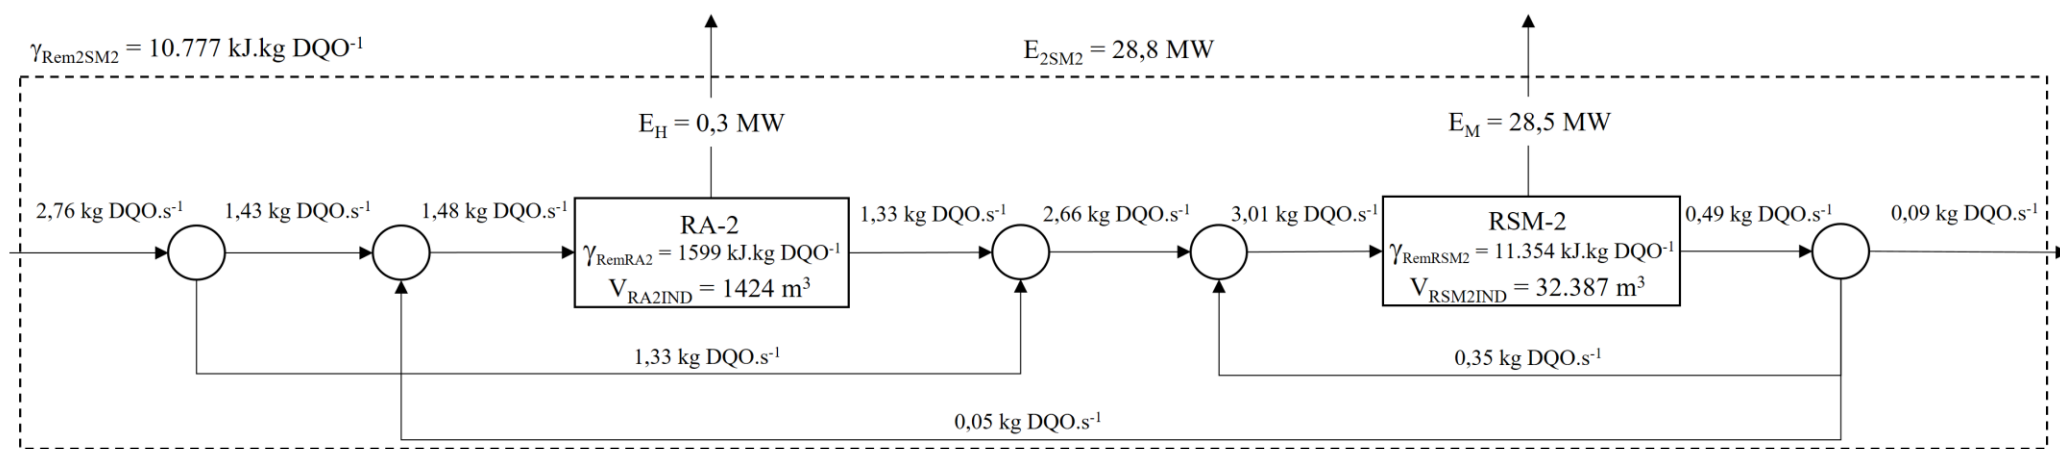 γRem2SM2 = 10.777 kJ.kg DQO-1
E2SM2 = 28,8 MW
EH = 0,3 MW
EM = 28,5 MW
2,76 kg DQO.s-1
1,43 kg DQO.s-1
1,48 kg DQO.s-1
RA-2
γRemRA2 = 1599 kJ.kg DQO-1
VRA2IND = 1424 m3
1,33 kg DQO.s-1
2,66 kg DQO.s-1
3,01 kg DQO.s-1
RSM-2
γRemRSM2 = 11.354 kJ.kg DQO-1
VRSM2IND = 32.387 m3
0,49 kg DQO.s-1
0,09 kg DQO.s-1
1,33 kg DQO.s-1
0,35 kg DQO.s-1
0,05 kg DQO.s-1